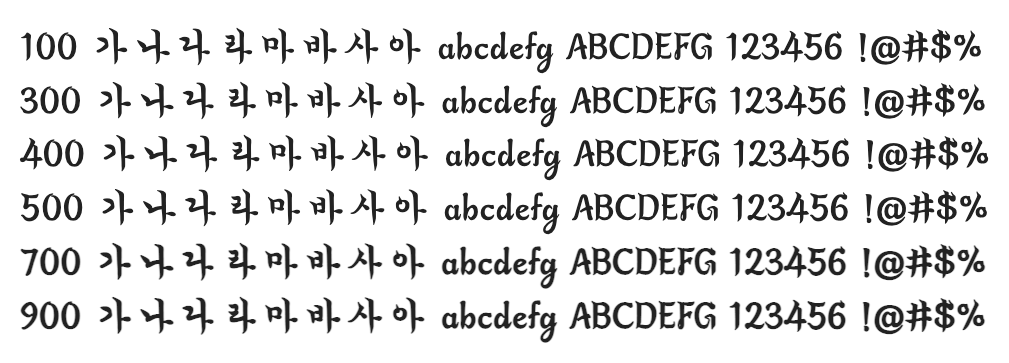 100 가 나 다 라 마 바 사 아 abcdefg ABCDEFG 123456 !@#$%
300 가 나 다 라 마 바 사 아 abcdefg ABCDEFG 123456 !@#$%
400 가 나 다 라 마 바 사 아 abcdefg ABCDEFG 123456 !@#$%
500 가 나 다 라 마 바 사 아 abcdefg ABCDEFG 123456 !@#$%
700 가 나 다 라 마 바 사 아 abcdefg ABCDEFG 123456 !@#$%
900 가 나 다 라 마 바 사 아 abcdefg ABCDEFG 123456 !@#$%